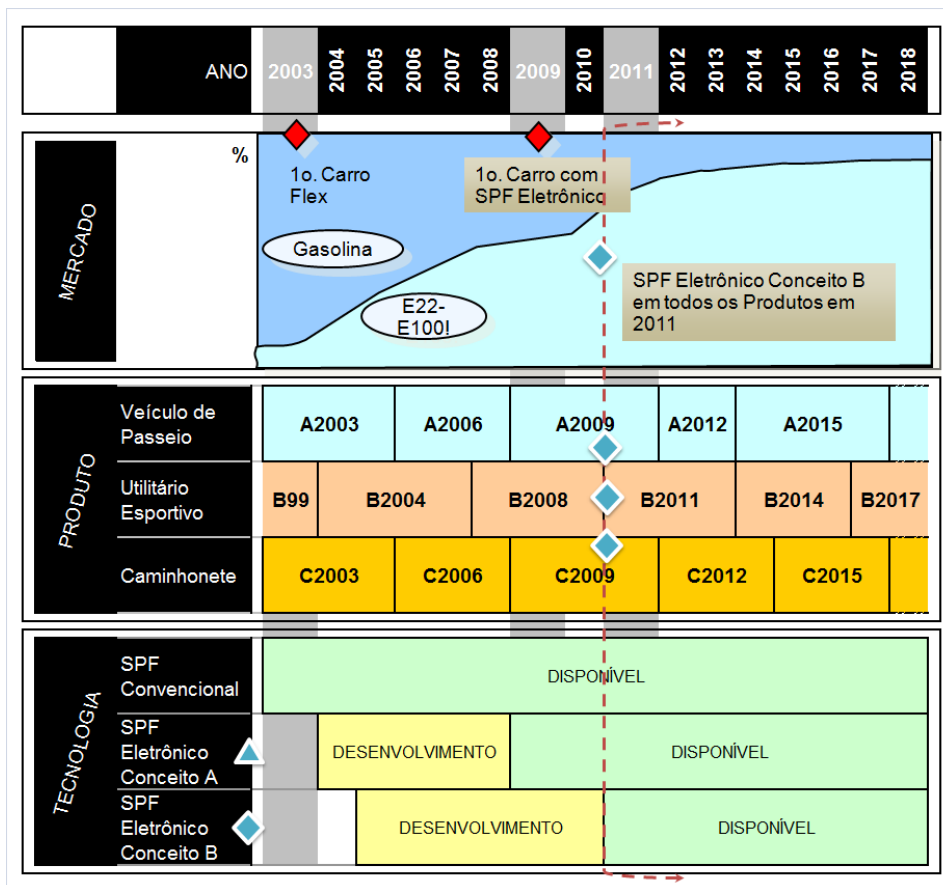 ANO 2003 2004 2005 2006 2007 2008 2009 2010 2011 2012 2013 2014 2015 2016 2017 2018
MERCADO
%
1o. Carro
Flex
1o. Carro com
SPF Eletrônico
Gasolina
E22-
E100!
SPF Eletrônico Conceito B
em todos os Produtos em
2011
PRODUTO
Veículo de
Passeio
A2003 A2006 A2009 A2012 A2015
Utilitário
Esportivo
B99 B2004 B2008 B2011 B2014 B2017
Caminhonete
C2003 C2006 C2009 C2012 C2015
TECNOLOGIA
SPF
Convencional
DISPONÍVEL
SPF
Eletrônico
Conceito A
DESENVOLVIMENTO DISPONÍVEL
SPF
Eletrônico
Conceito B
DESENVOLVIMENTO DISPONÍVEL